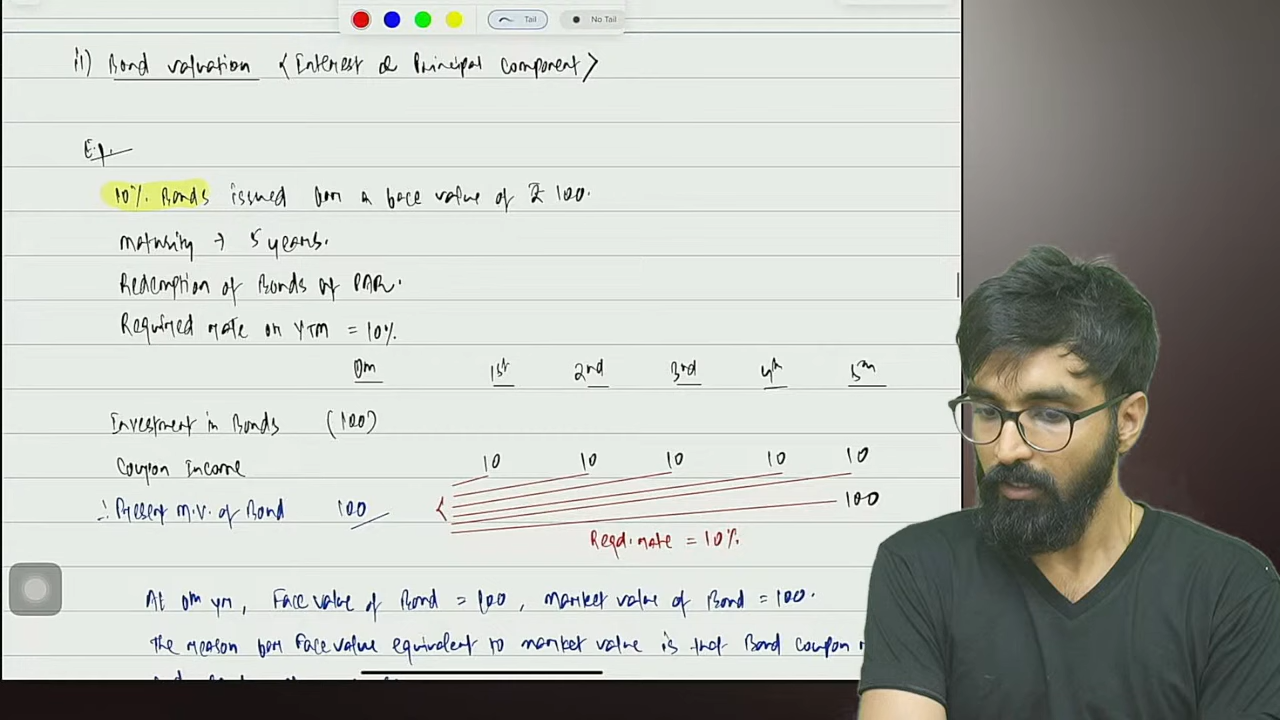 Tail No Tail
ii) Bond valuation <Interest & Principal Component>
Eg.
10% Bonds issued for a face value of ₹ 100.
Maturity → 5 years.
Redemption of Bonds at PAR.
Required rate or YTM = 10%.
0th 1st 2nd 3rd 4th 5th
Investment in Bonds (100)
Coupon Income 10 10 10 10 10
∴ Present M.V. of Bond 100 100
Reqd. rate = 10%
At 0th yr, Face value of Bond = 100, market value of Bond = 100.
The reason for Face value equivalent to market value is that Bond coupon